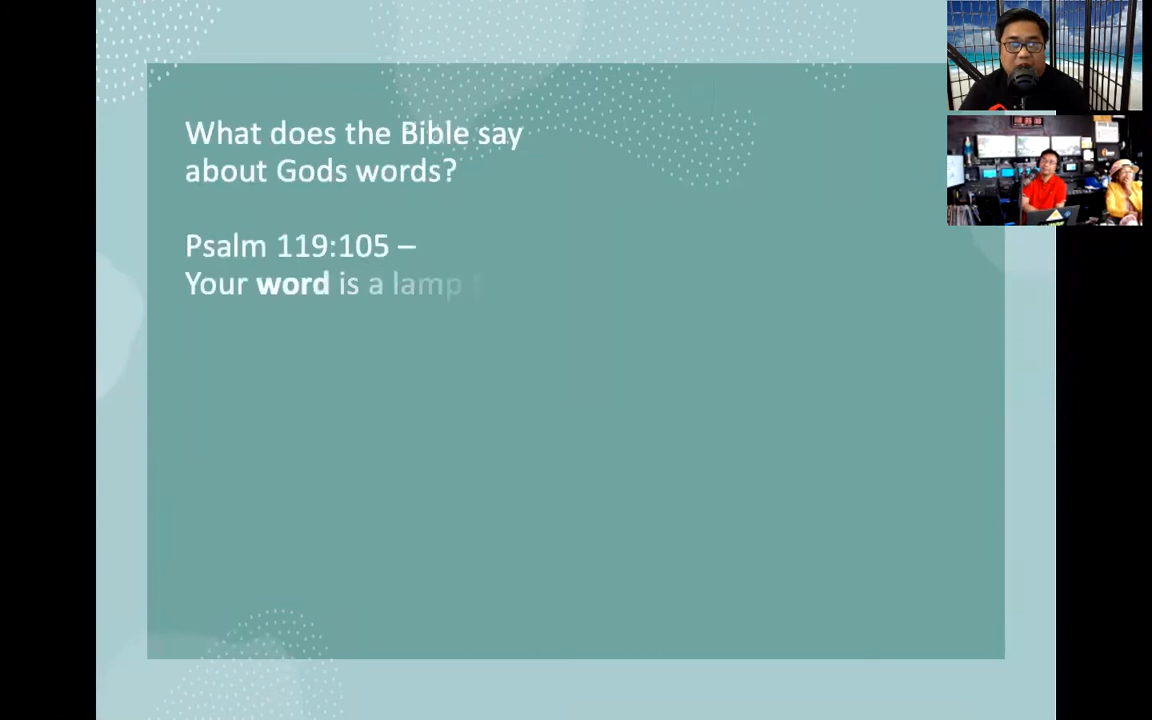 What does the Bible say
about Gods words?
Psalm 119:105 –
Your word is a lamp